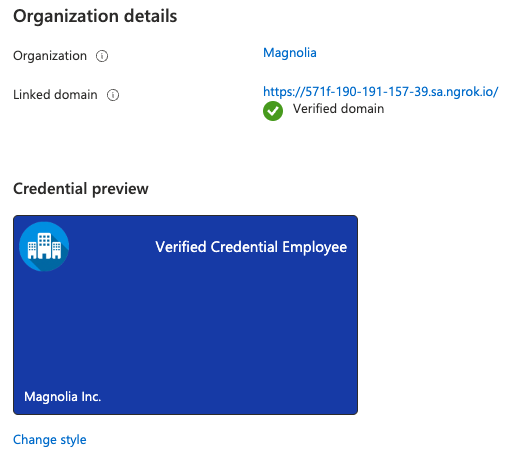 Organization details
Organization
Magnolia
Linked domain
https://571f-190-191-157-39.sa.ngrok.io/
Verified domain
Credential preview
Verified Credential Employee
Magnolia Inc.
Change style